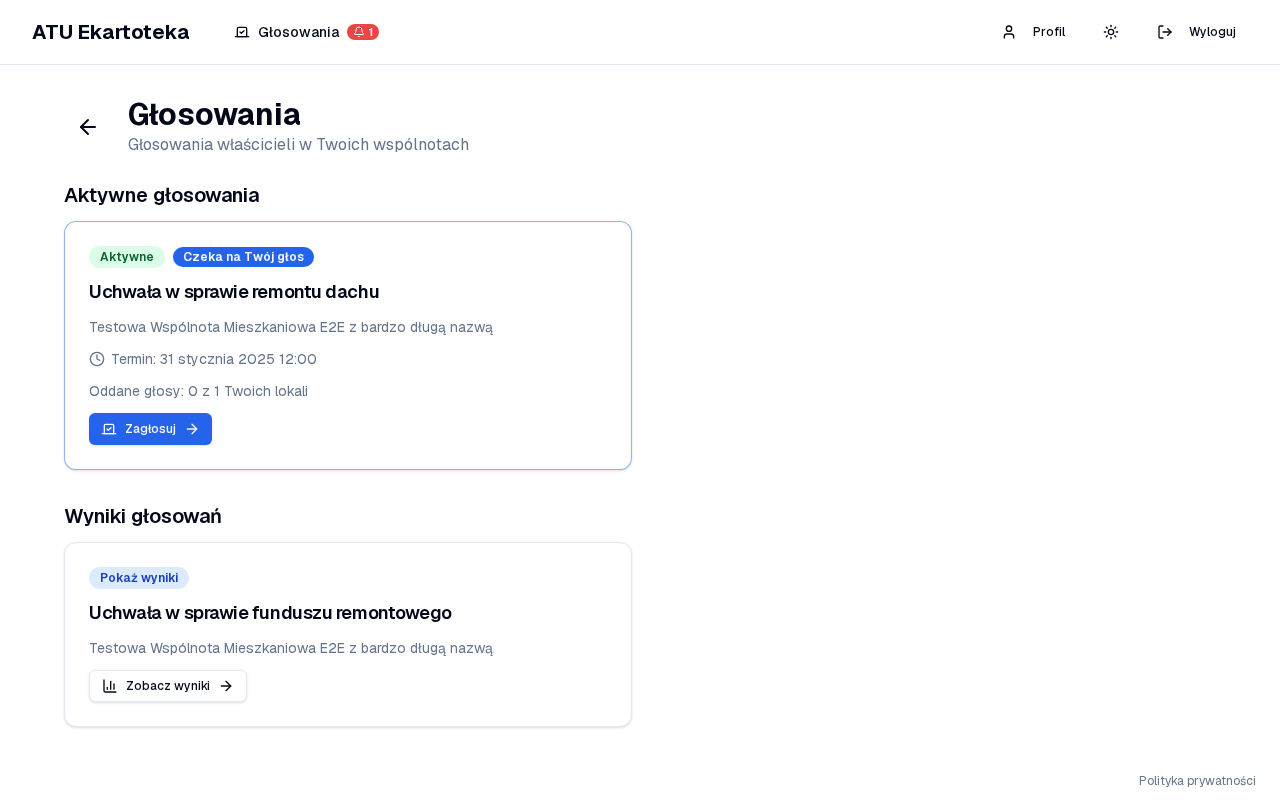 ATU Ekartoteka
Głosowania
1
Profil
Wyloguj
Głosowania
Głosowania właścicieli w Twoich wspólnotach
Aktywne głosowania
Aktywne
Czeka na Twój głos
Uchwała w sprawie remontu dachu
Testowa Wspólnota Mieszkaniowa E2E z bardzo długą nazwą
Termin: 31 stycznia 2025 12:00
Oddane głosy: 0 z 1 Twoich lokali
Zagłosuj
Wyniki głosowań
Pokaż wyniki
Uchwała w sprawie funduszu remontowego
Testowa Wspólnota Mieszkaniowa E2E z bardzo długą nazwą
Zobacz wyniki
Polityka prywatności